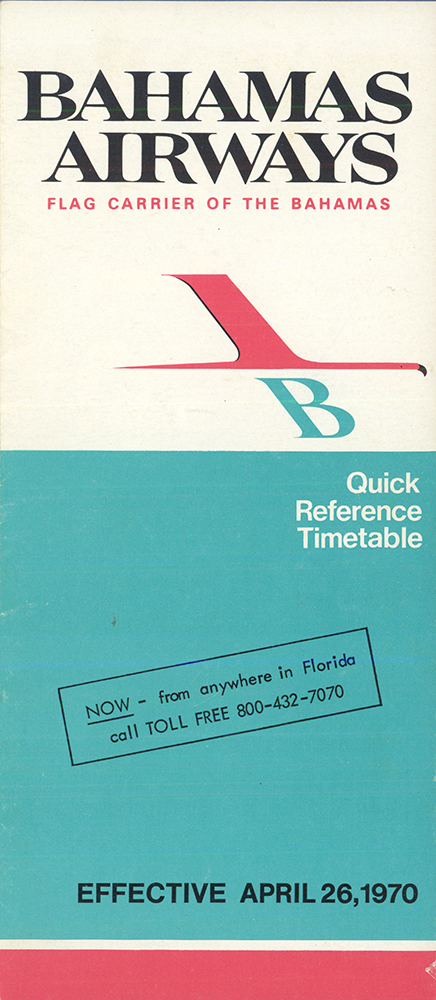 BAHAMAS
AIRWAYS
FLAG CARRIER OF THE BAHAMAS
B
Quick
Reference
Timetable
NOW - from anywhere in Florida
call TOLL FREE 800-432-7070
EFFECTIVE APRIL 26,1970